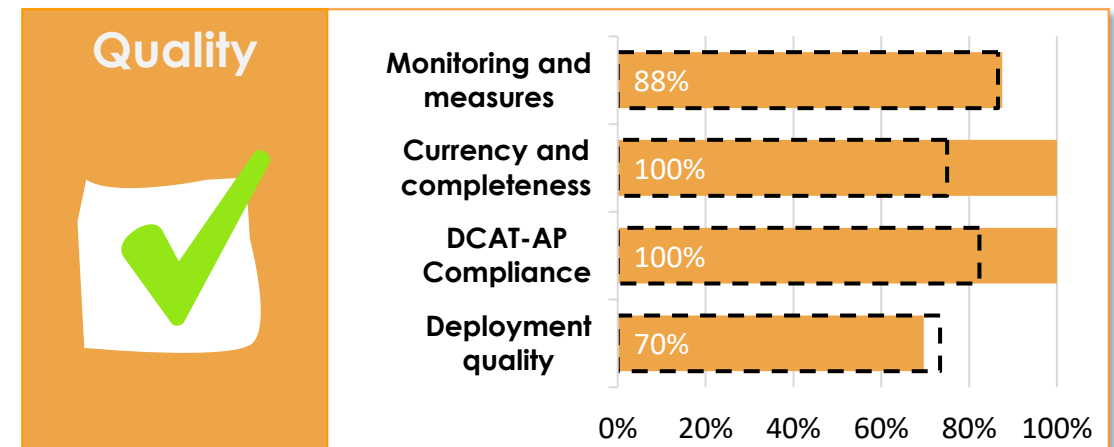 Quality
Monitoring and
measures
88%
Currency and
completeness
100%
DCAT-AP
Compliance
100%
Deployment
quality
70%
0% 20% 40% 60% 80% 100%